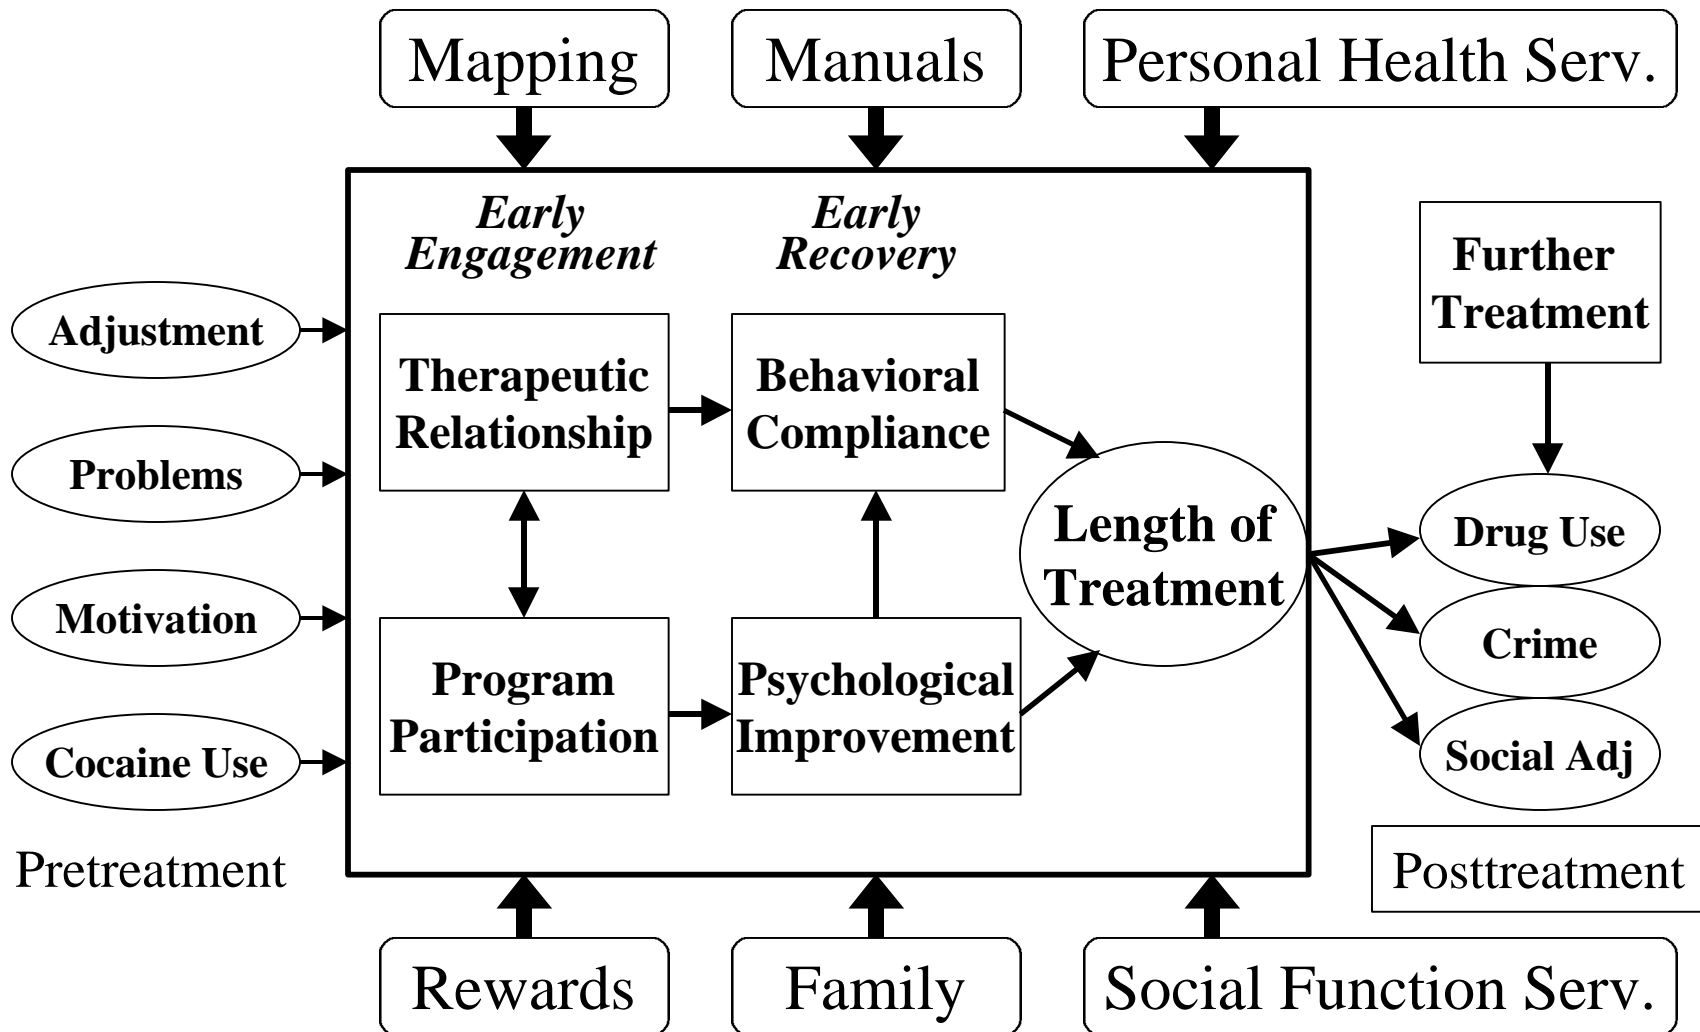 Mapping
Manuals
Personal Health Serv.
Early
Engagement
Early
Recovery
Further
Treatment
Adjustment
Therapeutic
Relationship
Behavioral
Compliance
Problems
Length of
Treatment
Drug Use
Motivation
Crime
Program
Participation
Psychological
Improvement
Cocaine Use
Social Adj
Pretreatment
Posttreatment
Rewards
Family
Social Function Serv.